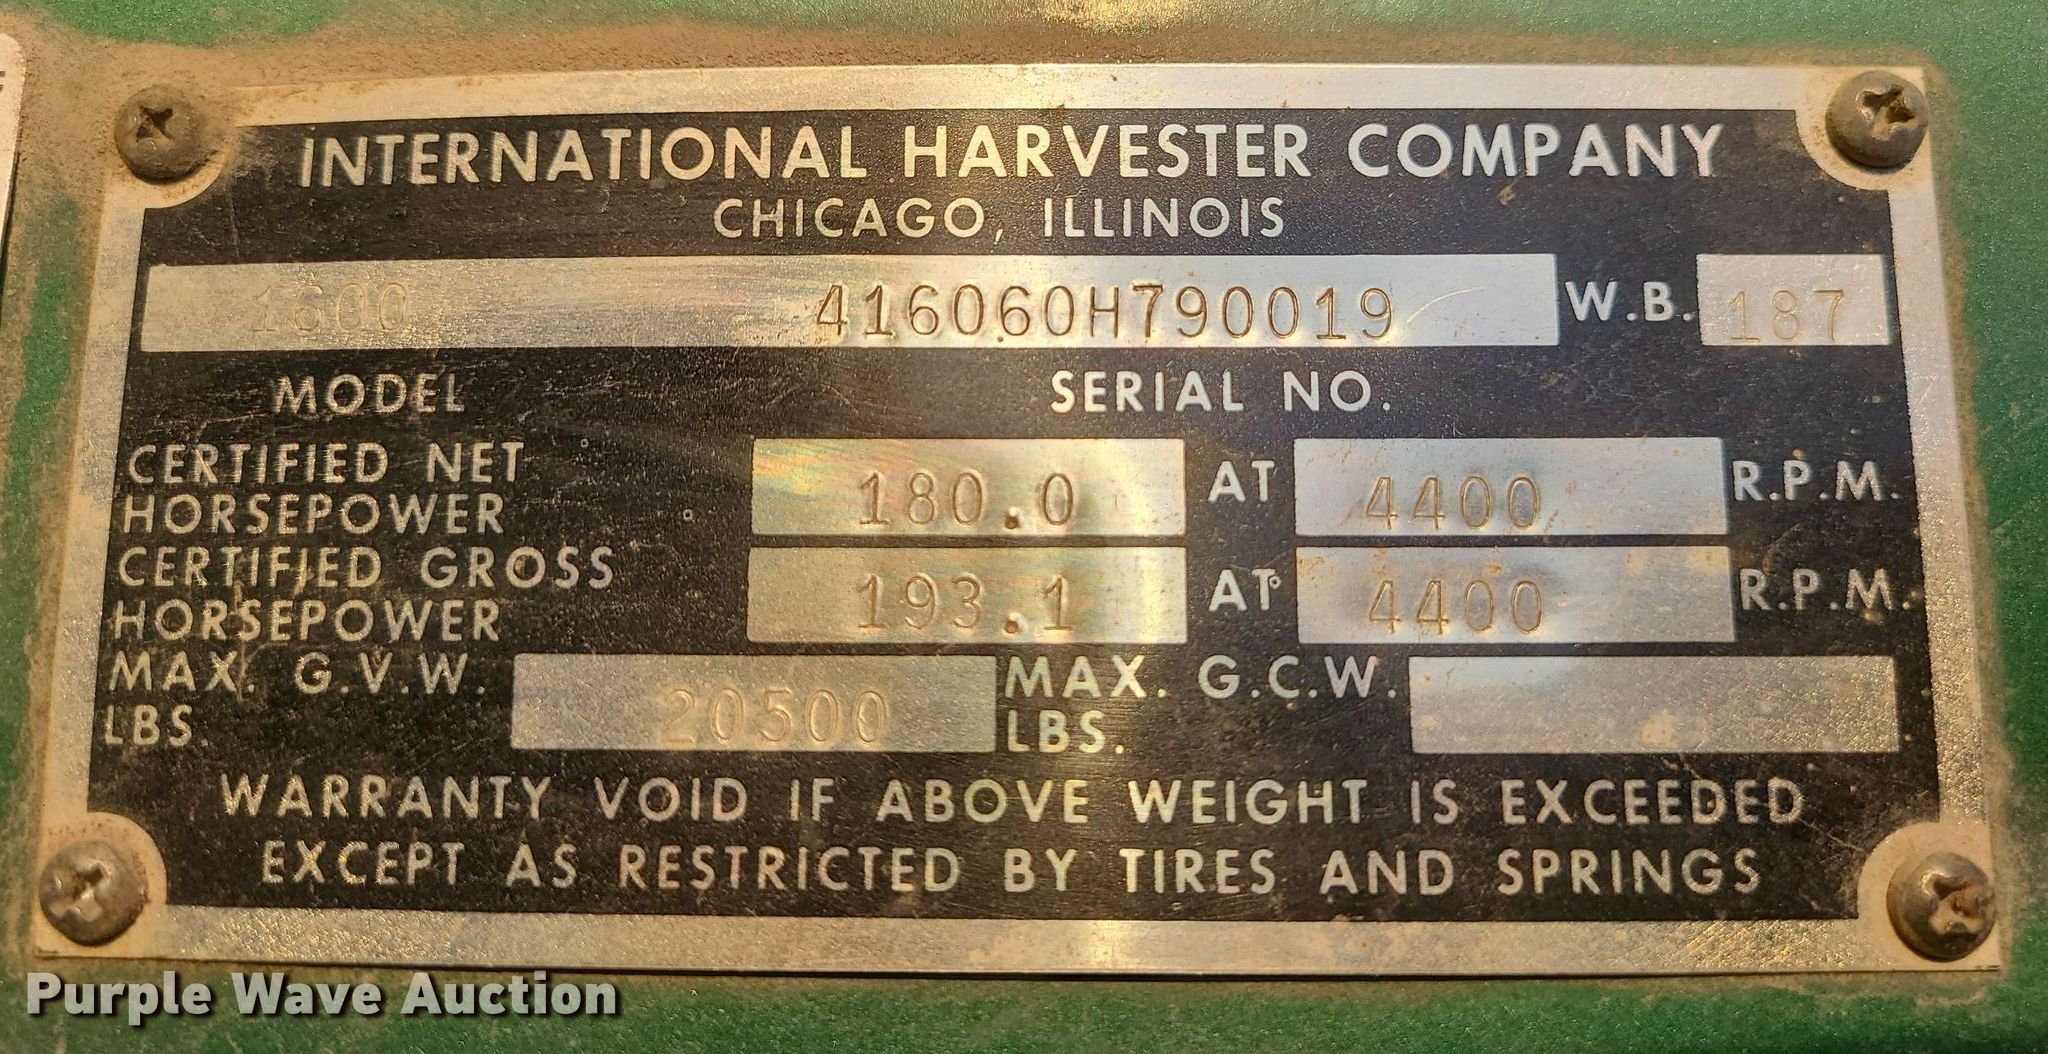 INTERNATIONAL HARVESTER COMPANY
CHICAGO, ILLINOIS
1600 416060H790019 W.B. 187
MODEL SERIAL NO.
CERTIFIED NET HORSEPOWER 180.0 AT 4400 R.P.M.
CERTIFIED GROSS HORSEPOWER 193.1 AT 4400 R.P.M.
MAX. G.V.W. LBS. 20500 MAX. G.C.W. LBS.
WARRANTY VOID IF ABOVE WEIGHT IS EXCEEDED
EXCEPT AS RESTRICTED BY TIRES AND SPRINGS
Purple Wave Auction